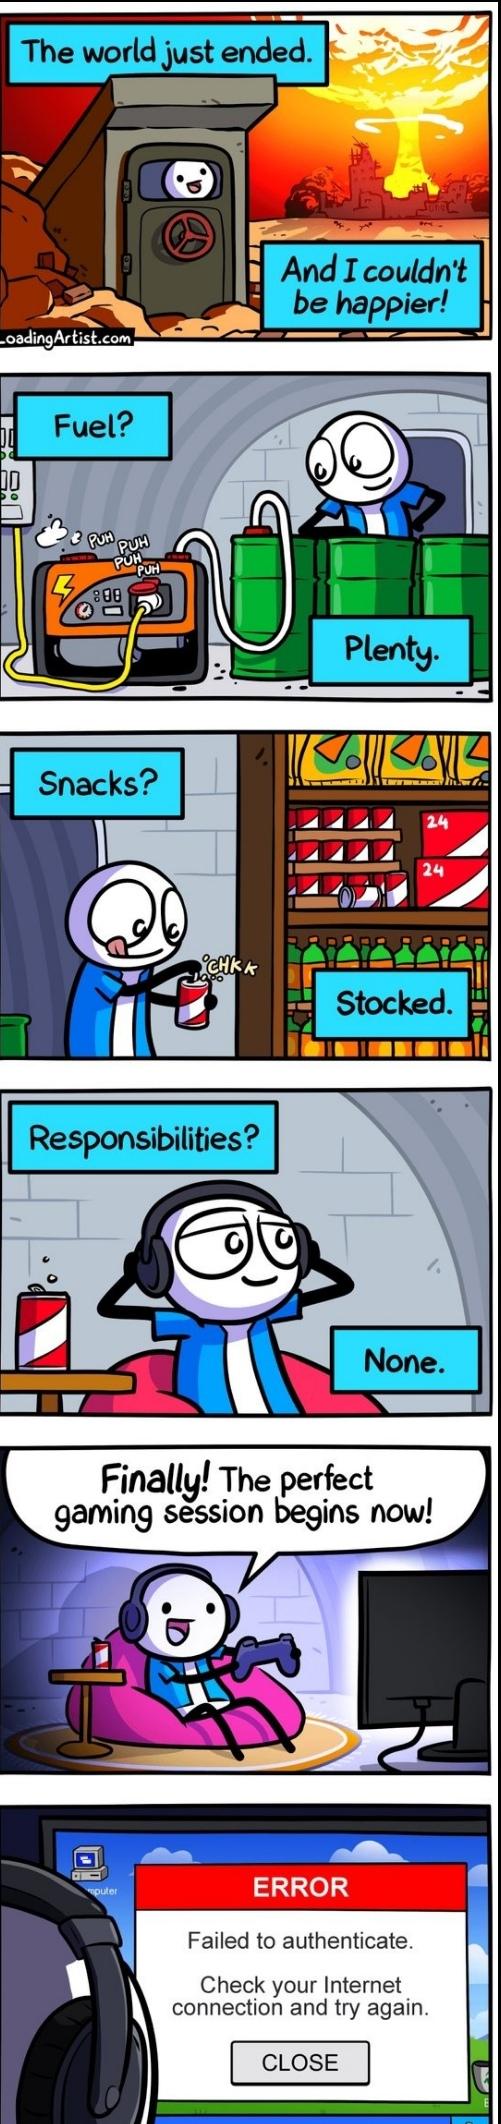 The world just ended.
And I couldn't
be happier!
LoadingArtist.com
Fuel?
PUH
PUH
PUH
PUH
Plenty.
Snacks?
24
24
CHKK
Stocked.
Responsibilities?
None.
Finally! The perfect
gaming session begins now!
mputer
ERROR
Failed to authenticate.
Check your Internet
connection and try again.
CLOSE